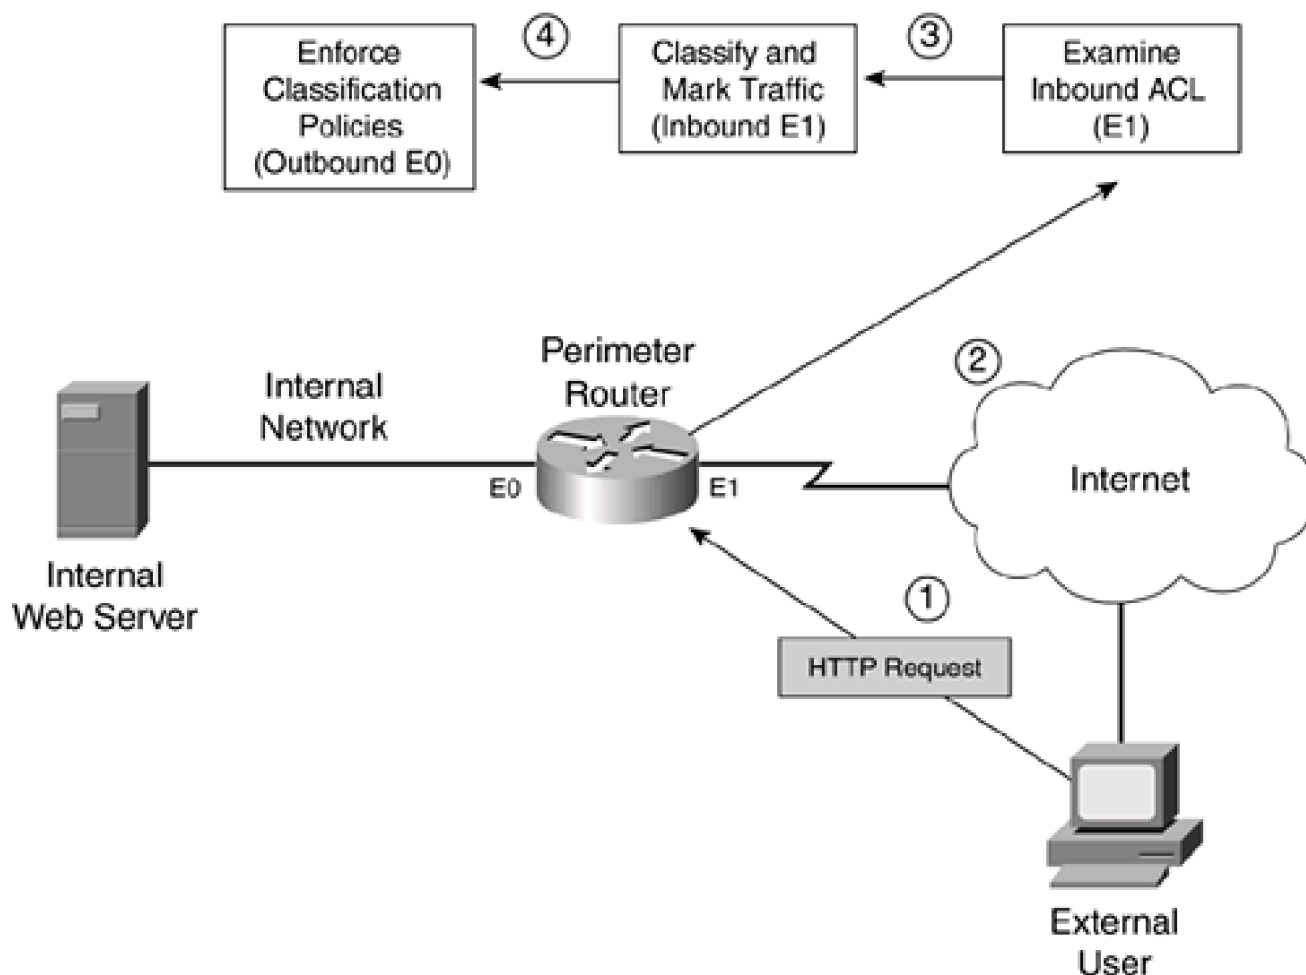 4
3
Enforce
Classification
Policies
(Outbound E0)
Classify and
Mark Traffic
(Inbound E1)
Examine
Inbound ACL
(E1)
Perimeter
Router
2
Internal
Network
Internet
E0
E1
Internal
Web Server
1
HTTP Request
External
User